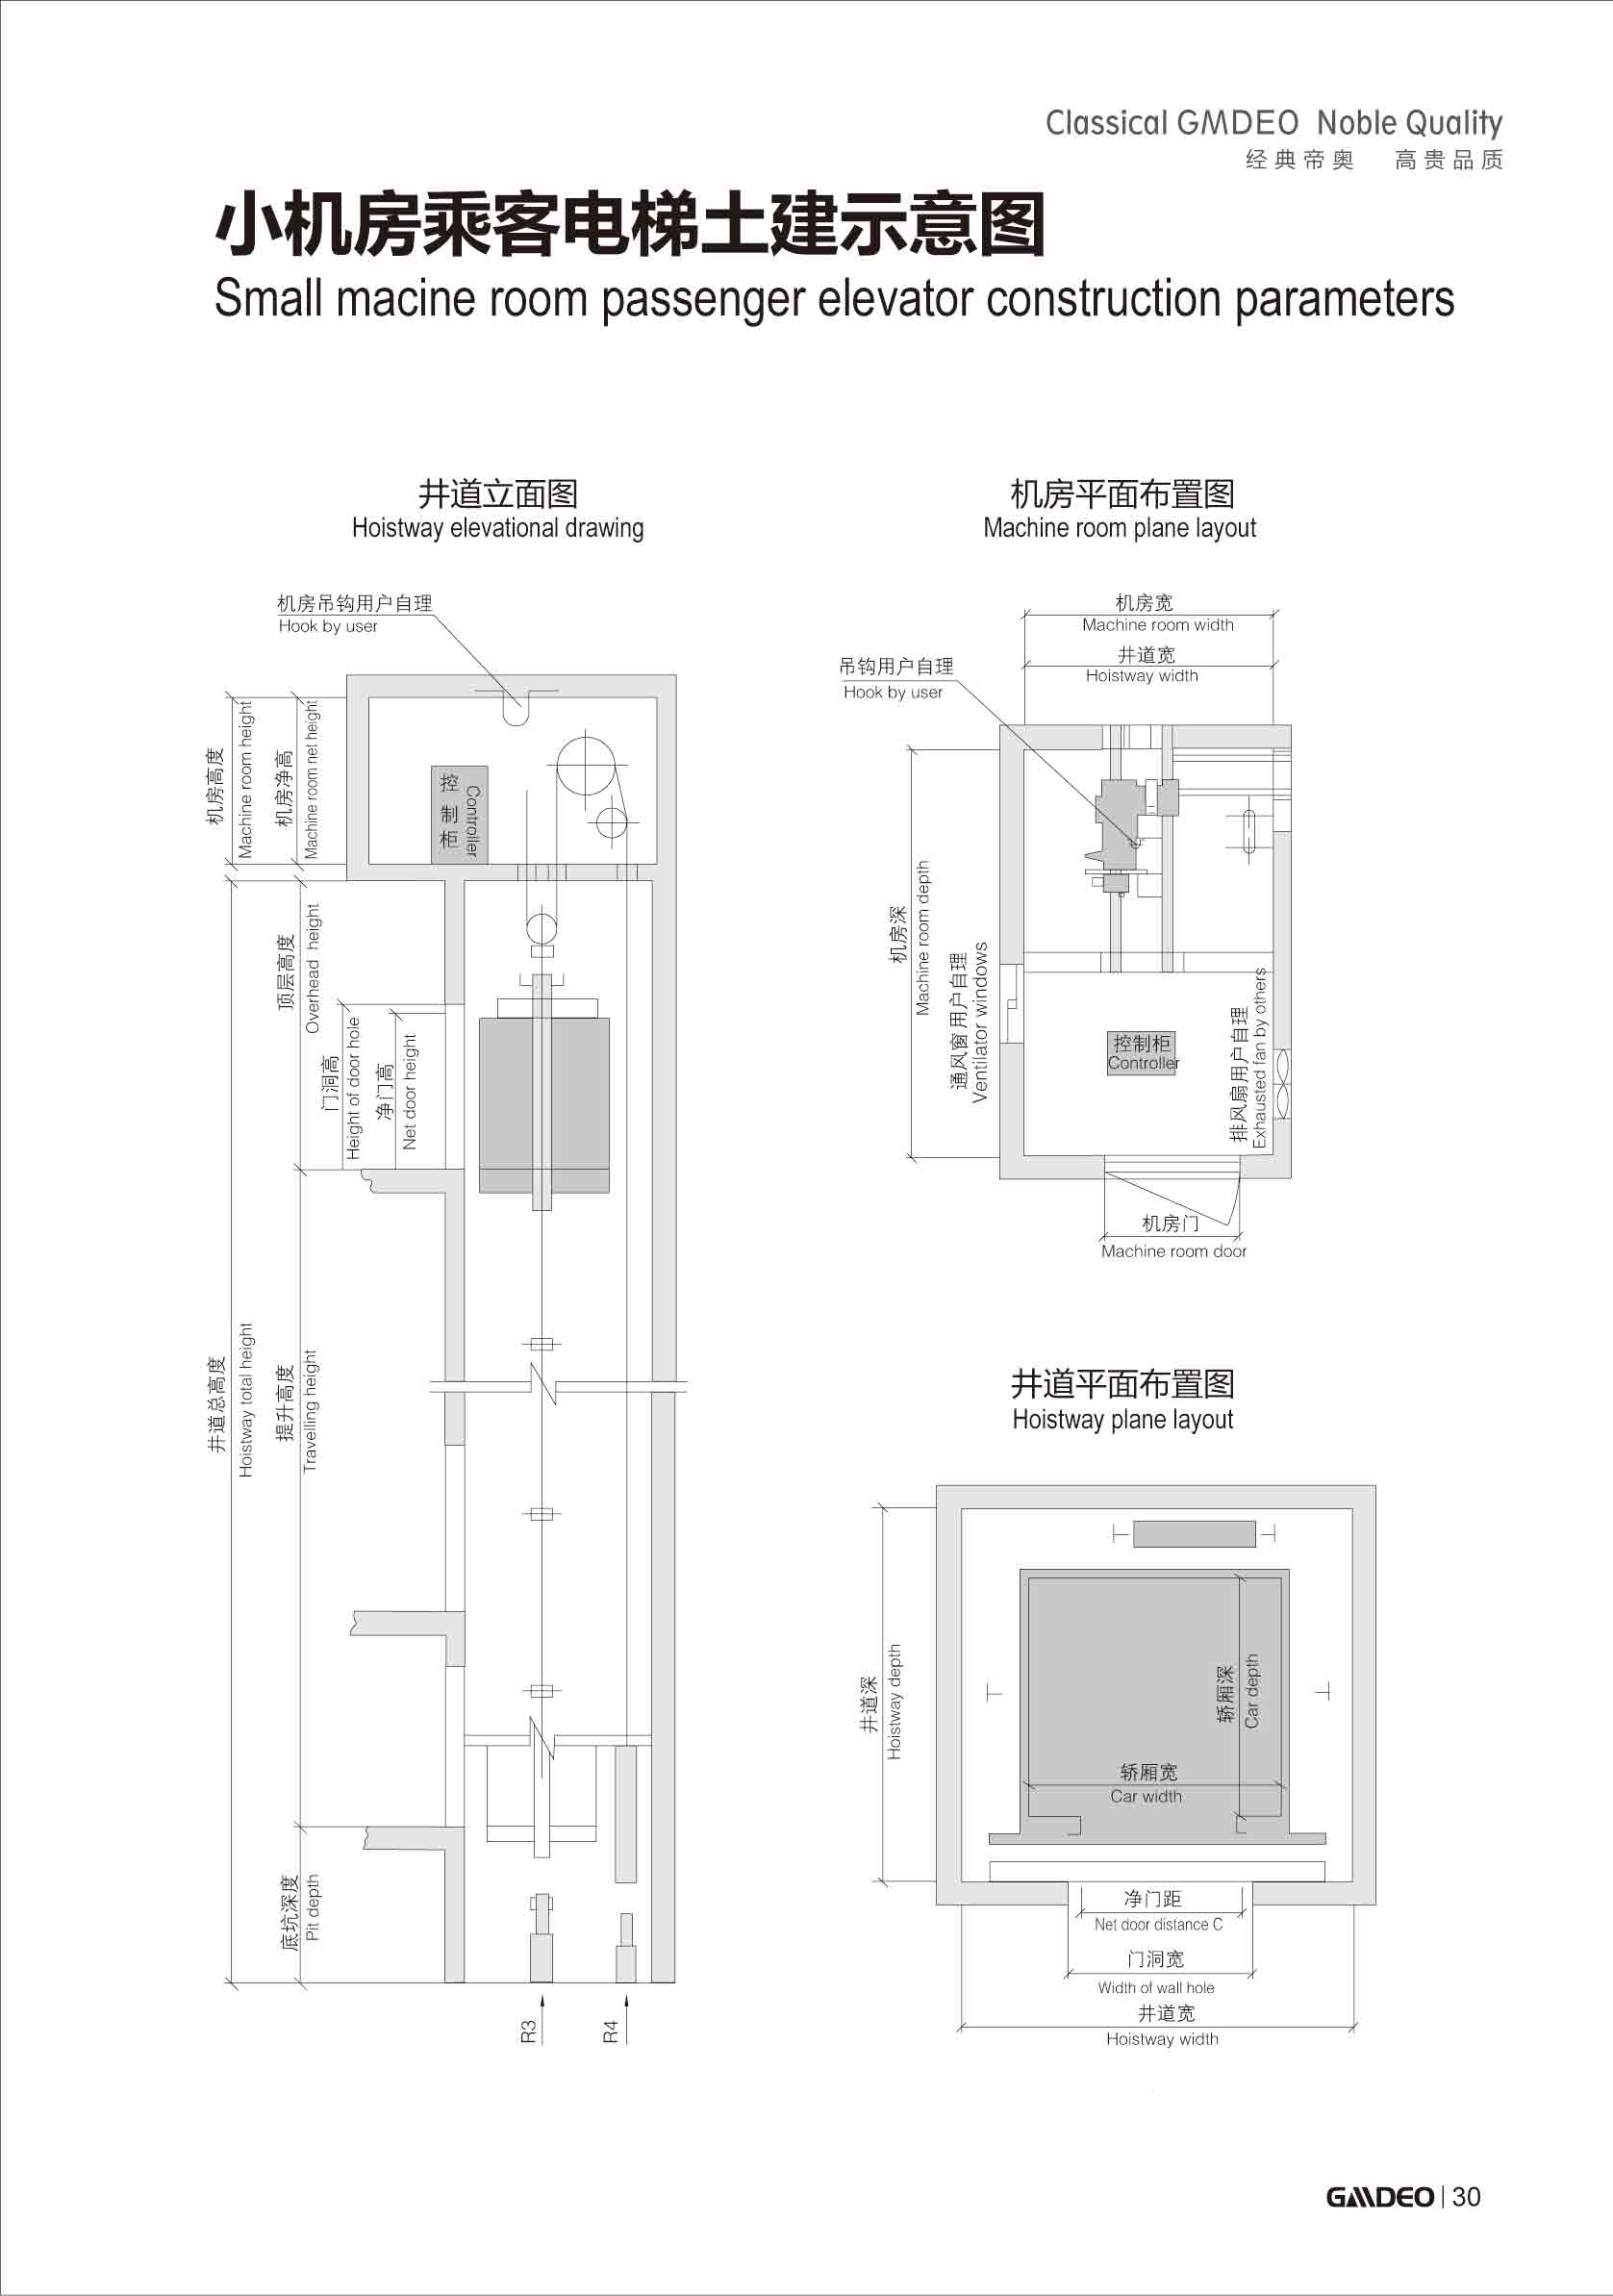 Classical GMDEO Noble Quality
经典帝奥 高贵品质
小机房乘客电梯土建示意图
Small macine room passenger elevator construction parameters
井道立面图
Hoistway elevational drawing
机房吊钩用户自理
Hook by user
机房高度
Machine room height
机房净高
Machine room net height
控制柜
Controller
顶层高度
Overhead height
门洞高
Height of door hole
净门高
Net door height
井道总高度
Hoistway total height
提升高度
Travelling height
底坑深度
Pit depth
R3
R4
机房平面布置图
Machine room plane layout
机房宽
Machine room width
井道宽
Hoistway width
吊钩用户自理
Hook by user
机房深
Machine room depth
通风窗用户自理
Ventilator windows
控制柜
Controller
排风扇用户自理
Exhausted fan by others
机房门
Machine room door
井道平面布置图
Hoistway plane layout
井道深
Hoistway depth
轿厢深
Car depth
轿厢宽
Car width
净门距
Net door distance C
门洞宽
Width of wall hole
井道宽
Hoistway width
GMDEO | 30